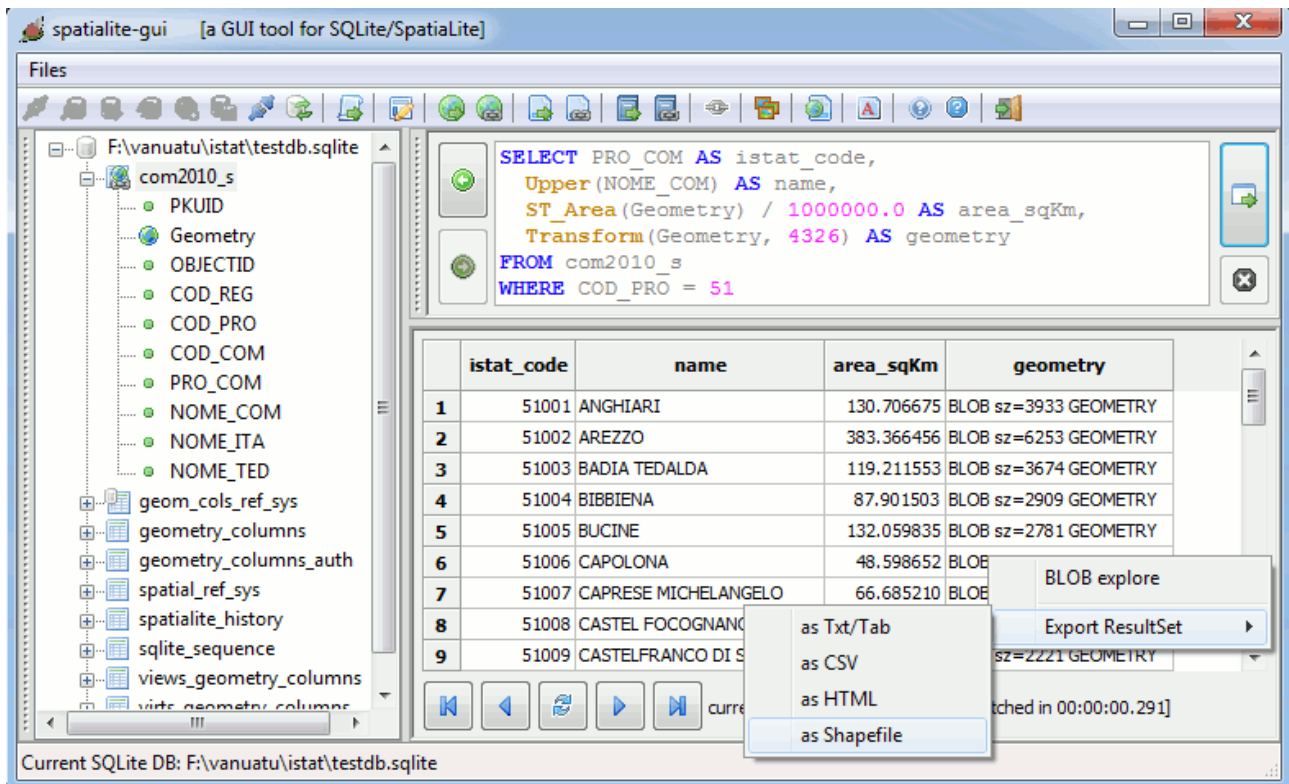 spatialite-gui [a GUI tool for SQLite/SpatiaLite]
Files
F:\vanuatu\istat\testdb.sqlite
com2010_s
PKUID
Geometry
OBJECTID
COD_REG
COD_PRO
COD_COM
PRO_COM
NOME_COM
NOME_ITA
NOME_TED
geom_cols_ref_sys
geometry_columns
geometry_columns_auth
spatial_ref_sys
spatialite_history
sqlite_sequence
views_geometry_columns
virts_geometry_columns
SELECT PRO_COM AS istat_code,
Upper(NOME_COM) AS name,
ST_Area(Geometry) / 1000000.0 AS area_sqKm,
Transform(Geometry, 4326) AS geometry
FROM com2010_s
WHERE COD_PRO = 51
istat_code name area_sqKm geometry
1 51001 ANGHIARI 130.706675 BLOB sz=3933 GEOMETRY
2 51002 AREZZO 383.366456 BLOB sz=6253 GEOMETRY
3 51003 BADIA TEDALDA 119.211553 BLOB sz=3674 GEOMETRY
4 51004 BIBBIENA 87.901503 BLOB sz=2909 GEOMETRY
5 51005 BUCINE 132.059835 BLOB sz=2781 GEOMETRY
6 51006 CAPOLONA 48.598652 BLOB
7 51007 CAPRESE MICHELANGELO 66.685210 BLOB
8 51008 CASTEL FOCOGNANO
9 51009 CASTELFRANCO DI S sz=2221 GEOMETRY
BLOB explore
Export ResultSet
as Txt/Tab
as CSV
as HTML
as Shapefile
curre tched in 00:00:00.291]
Current SQLite DB: F:\vanuatu\istat\testdb.sqlite